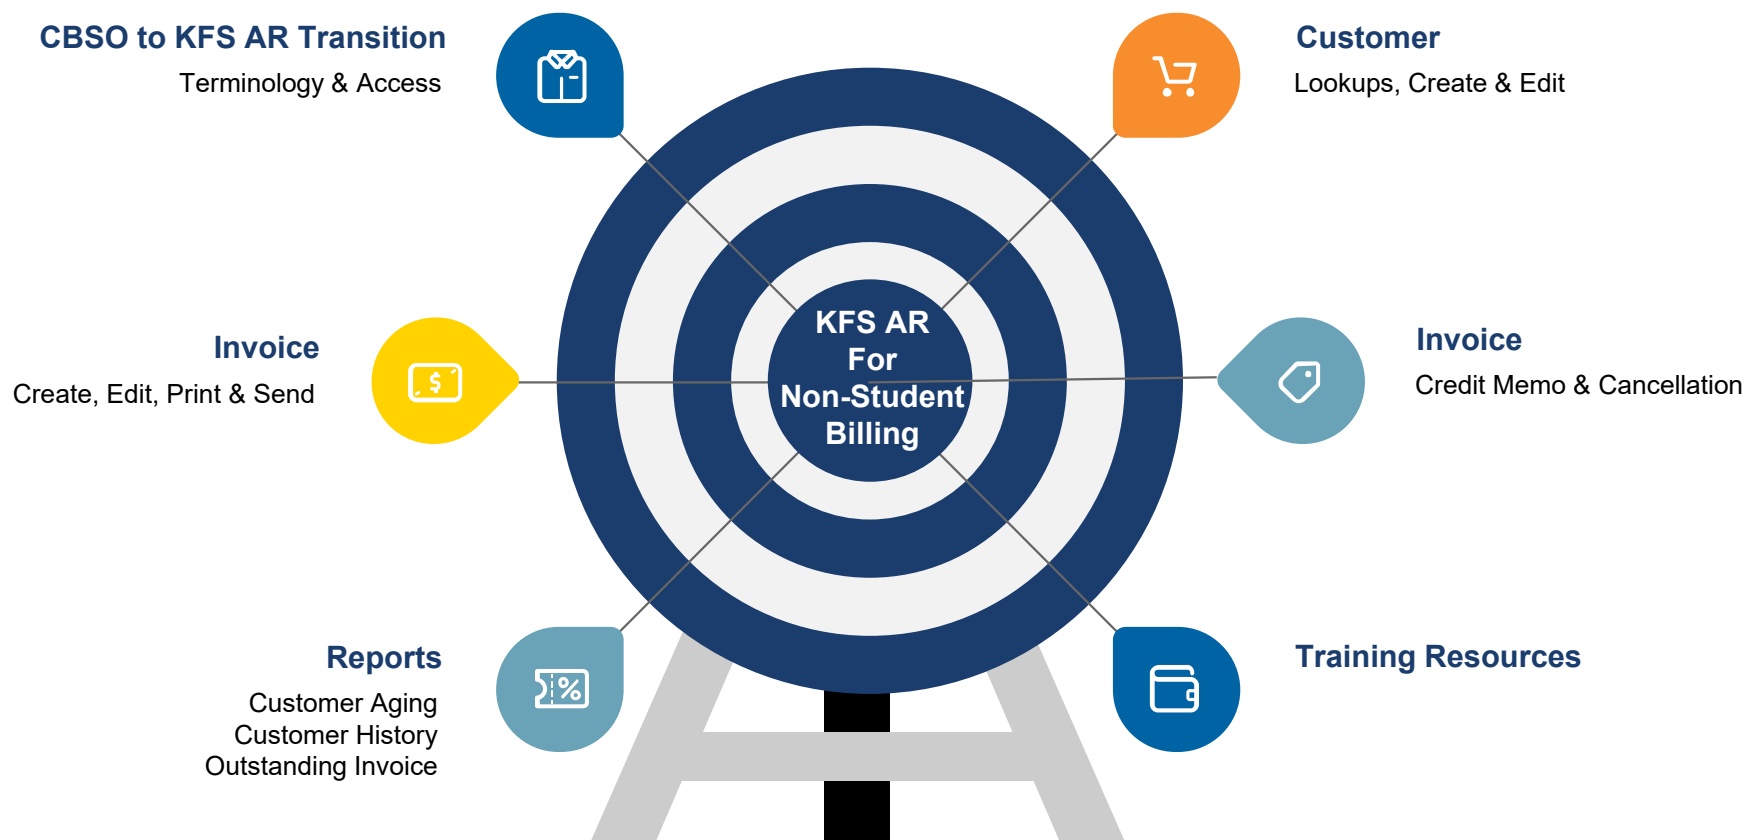 CBSO to KFS AR Transition
Terminology & Access
Customer
Lookups, Create & Edit
Invoice
Create, Edit, Print & Send
KFS AR
For
Non-Student
Billing
Invoice
Credit Memo & Cancellation
Reports
Customer Aging
Customer History
Outstanding Invoice
Training Resources
$
%